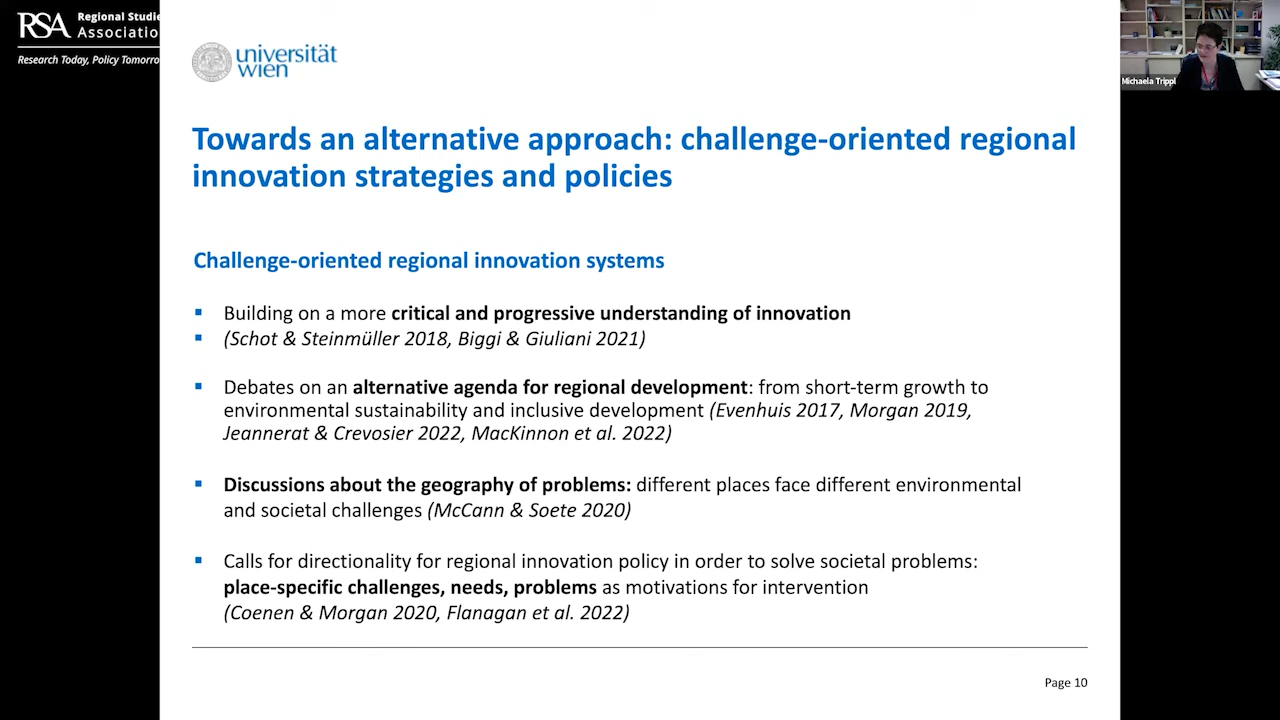 RSA
Regional Studie
Associatio
Research Today, Policy Tomorro
universität
wien
Michaela Trippl
Towards an alternative approach: challenge-oriented regional
innovation strategies and policies
Challenge-oriented regional innovation systems
▪ Building on a more critical and progressive understanding of innovation
▪ (Schot & Steinmüller 2018, Biggi & Giuliani 2021)
▪ Debates on an alternative agenda for regional development: from short-term growth to
environmental sustainability and inclusive development (Evenhuis 2017, Morgan 2019,
Jeannerat & Crevosier 2022, MacKinnon et al. 2022)
▪ Discussions about the geography of problems: different places face different environmental
and societal challenges (McCann & Soete 2020)
▪ Calls for directionality for regional innovation policy in order to solve societal problems:
place-specific challenges, needs, problems as motivations for intervention
(Coenen & Morgan 2020, Flanagan et al. 2022)
Page 10